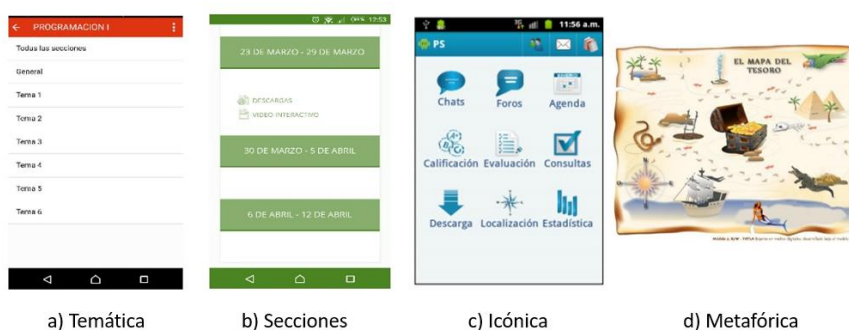 PROGRAMACION I
Todas las secciones
General
Tema 1
Tema 2
Tema 3
Tema 4
Tema 5
Tema 6
a) Temática
12:53
23 DE MARZO - 29 DE MARZO
DESCARGAS
VIDEO INTERACTIVO
30 DE MARZO - 5 DE ABRIL
6 DE ABRIL - 12 DE ABRIL
b) Secciones
11:56 a.m.
PS
Chats Foros Agenda
Calificación Evaluación Consultas
Descarga Localización Estadística
c) Icónica
EL MAPA DEL
TESORO
d) Metafórica